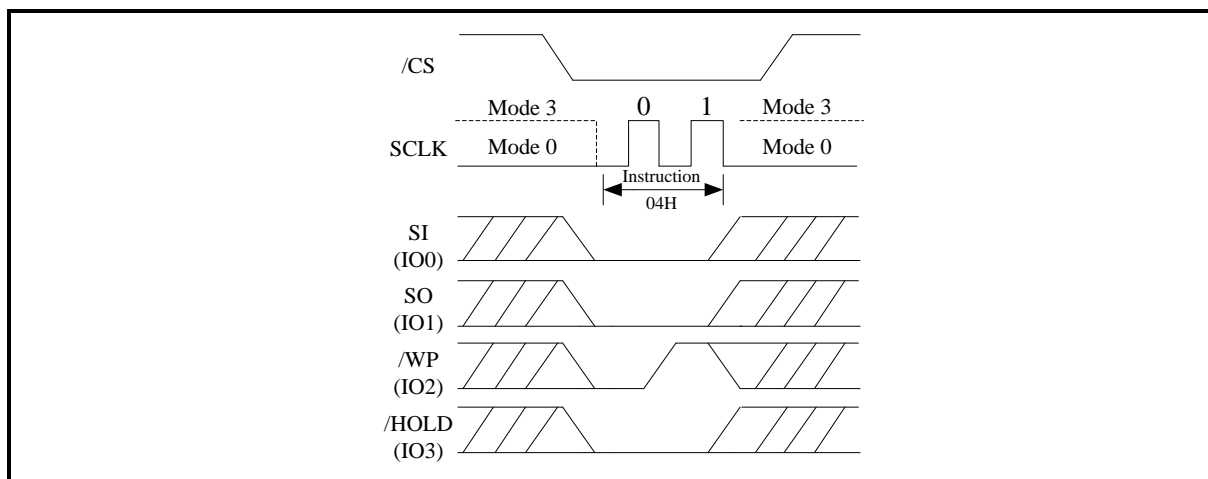 /CS
Mode 3 0 1 Mode 3
SCLK Mode 0 Mode 0
Instruction
04H
SI
(IO0)
SO
(IO1)
/WP
(IO2)
/HOLD
(IO3)